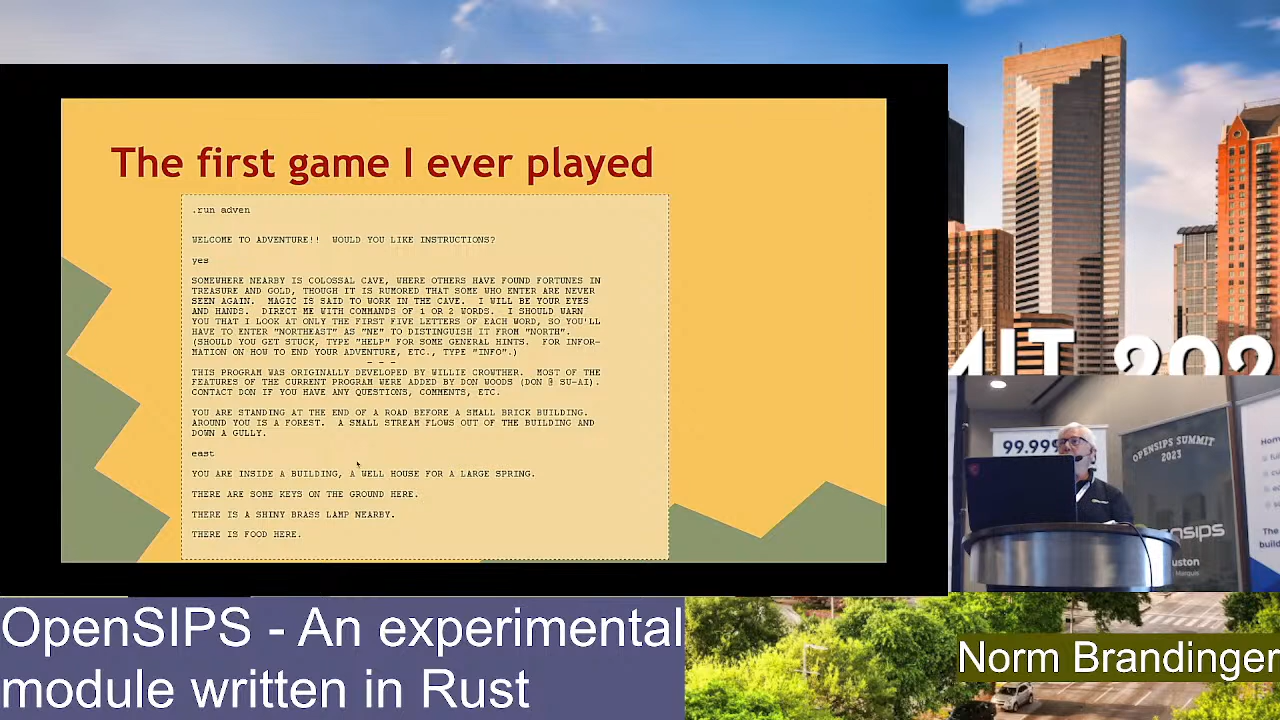 The first game I ever played
.run adven
WELCOME TO ADVENTURE!! WOULD YOU LIKE INSTRUCTIONS?
yes
SOMEWHERE NEARBY IS COLOSSAL CAVE, WHERE OTHERS HAVE FOUND FORTUNES IN
TREASURE AND GOLD, THOUGH IT IS RUMORED THAT SOME WHO ENTER ARE NEVER
SEEN AGAIN. MAGIC IS SAID TO WORK IN THE CAVE. I WILL BE YOUR EYES
AND HANDS. DIRECT ME WITH COMMANDS OF 1 OR 2 WORDS. I SHOULD WARN
YOU THAT I LOOK AT ONLY THE FIRST FIVE LETTERS OF EACH WORD, SO YOU'LL
HAVE TO ENTER "NORTHEAST" AS "NE" TO DISTINGUISH IT FROM "NORTH".
(SHOULD YOU GET STUCK, TYPE "HELP" FOR SOME GENERAL HINTS. FOR INFOR-
MATION ON HOW TO END YOUR ADVENTURE, ETC., TYPE "INFO".)
- - -
THIS PROGRAM WAS ORIGINALLY DEVELOPED BY WILLIE CROWTHER. MOST OF THE
FEATURES OF THE CURRENT PROGRAM WERE ADDED BY DON WOODS (DON @ SU-AI).
CONTACT DON IF YOU HAVE ANY QUESTIONS, COMMENTS, ETC.
YOU ARE STANDING AT THE END OF A ROAD BEFORE A SMALL BRICK BUILDING.
AROUND YOU IS A FOREST. A SMALL STREAM FLOWS OUT OF THE BUILDING AND
DOWN A GULLY.
east
YOU ARE INSIDE A BUILDING, A WELL HOUSE FOR A LARGE SPRING.
THERE ARE SOME KEYS ON THE GROUND HERE.
THERE IS A SHINY BRASS LAMP NEARBY.
THERE IS FOOD HERE.
MIT 202
99.999
OPENSIPS SUMMIT
2023
nsips
uston
Marquis
Hom
The
build
OpenSIPS - An experimental
module written in Rust
Norm Brandinger